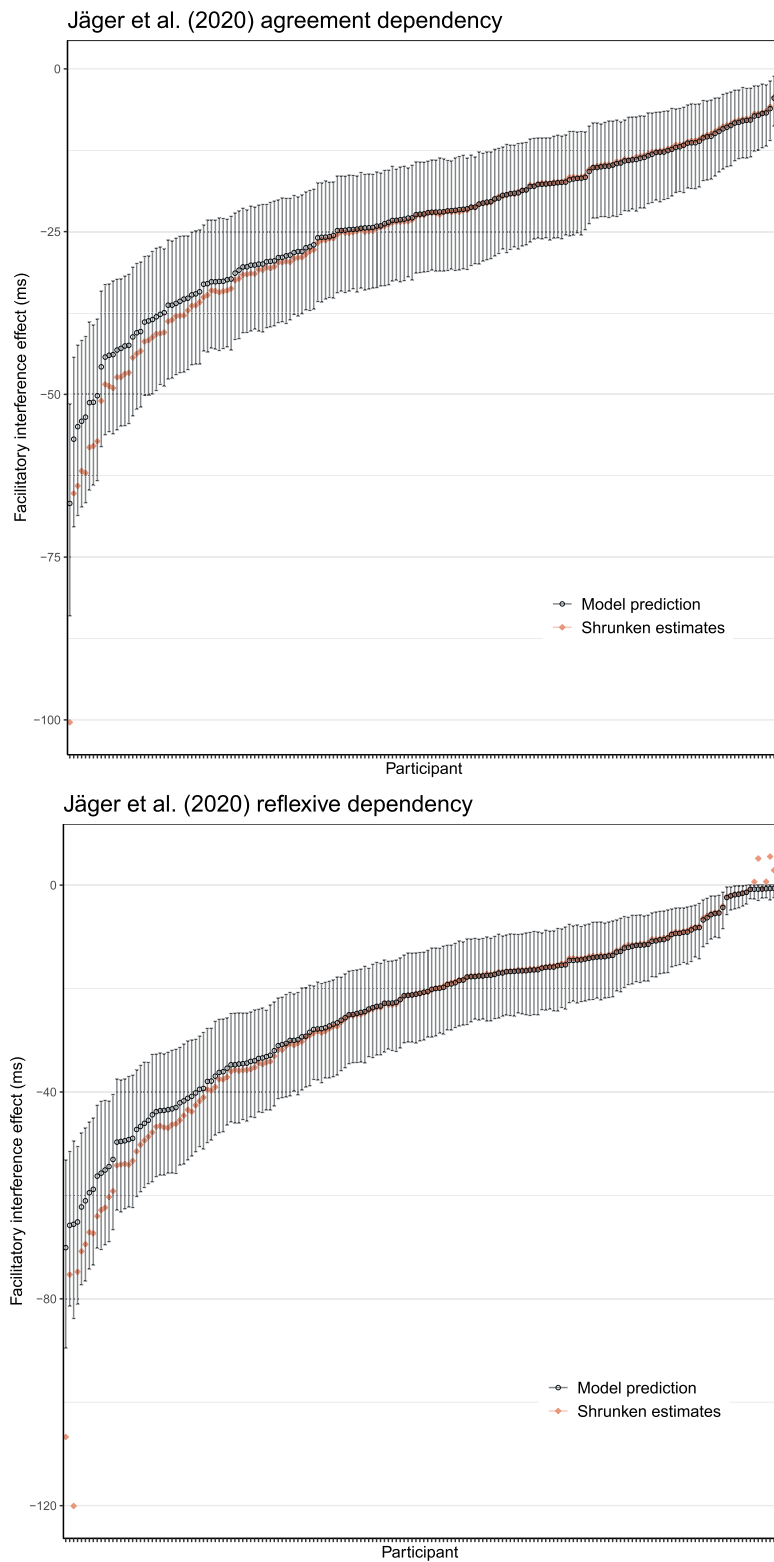 Jäger et al. (2020) agreement dependency
0
−25
−50
−75
−100
Facilitatory interference effect (ms)
Model prediction
Shrunken estimates
Participant
Jäger et al. (2020) reflexive dependency
0
−40
−80
−120
Facilitatory interference effect (ms)
Model prediction
Shrunken estimates
Participant